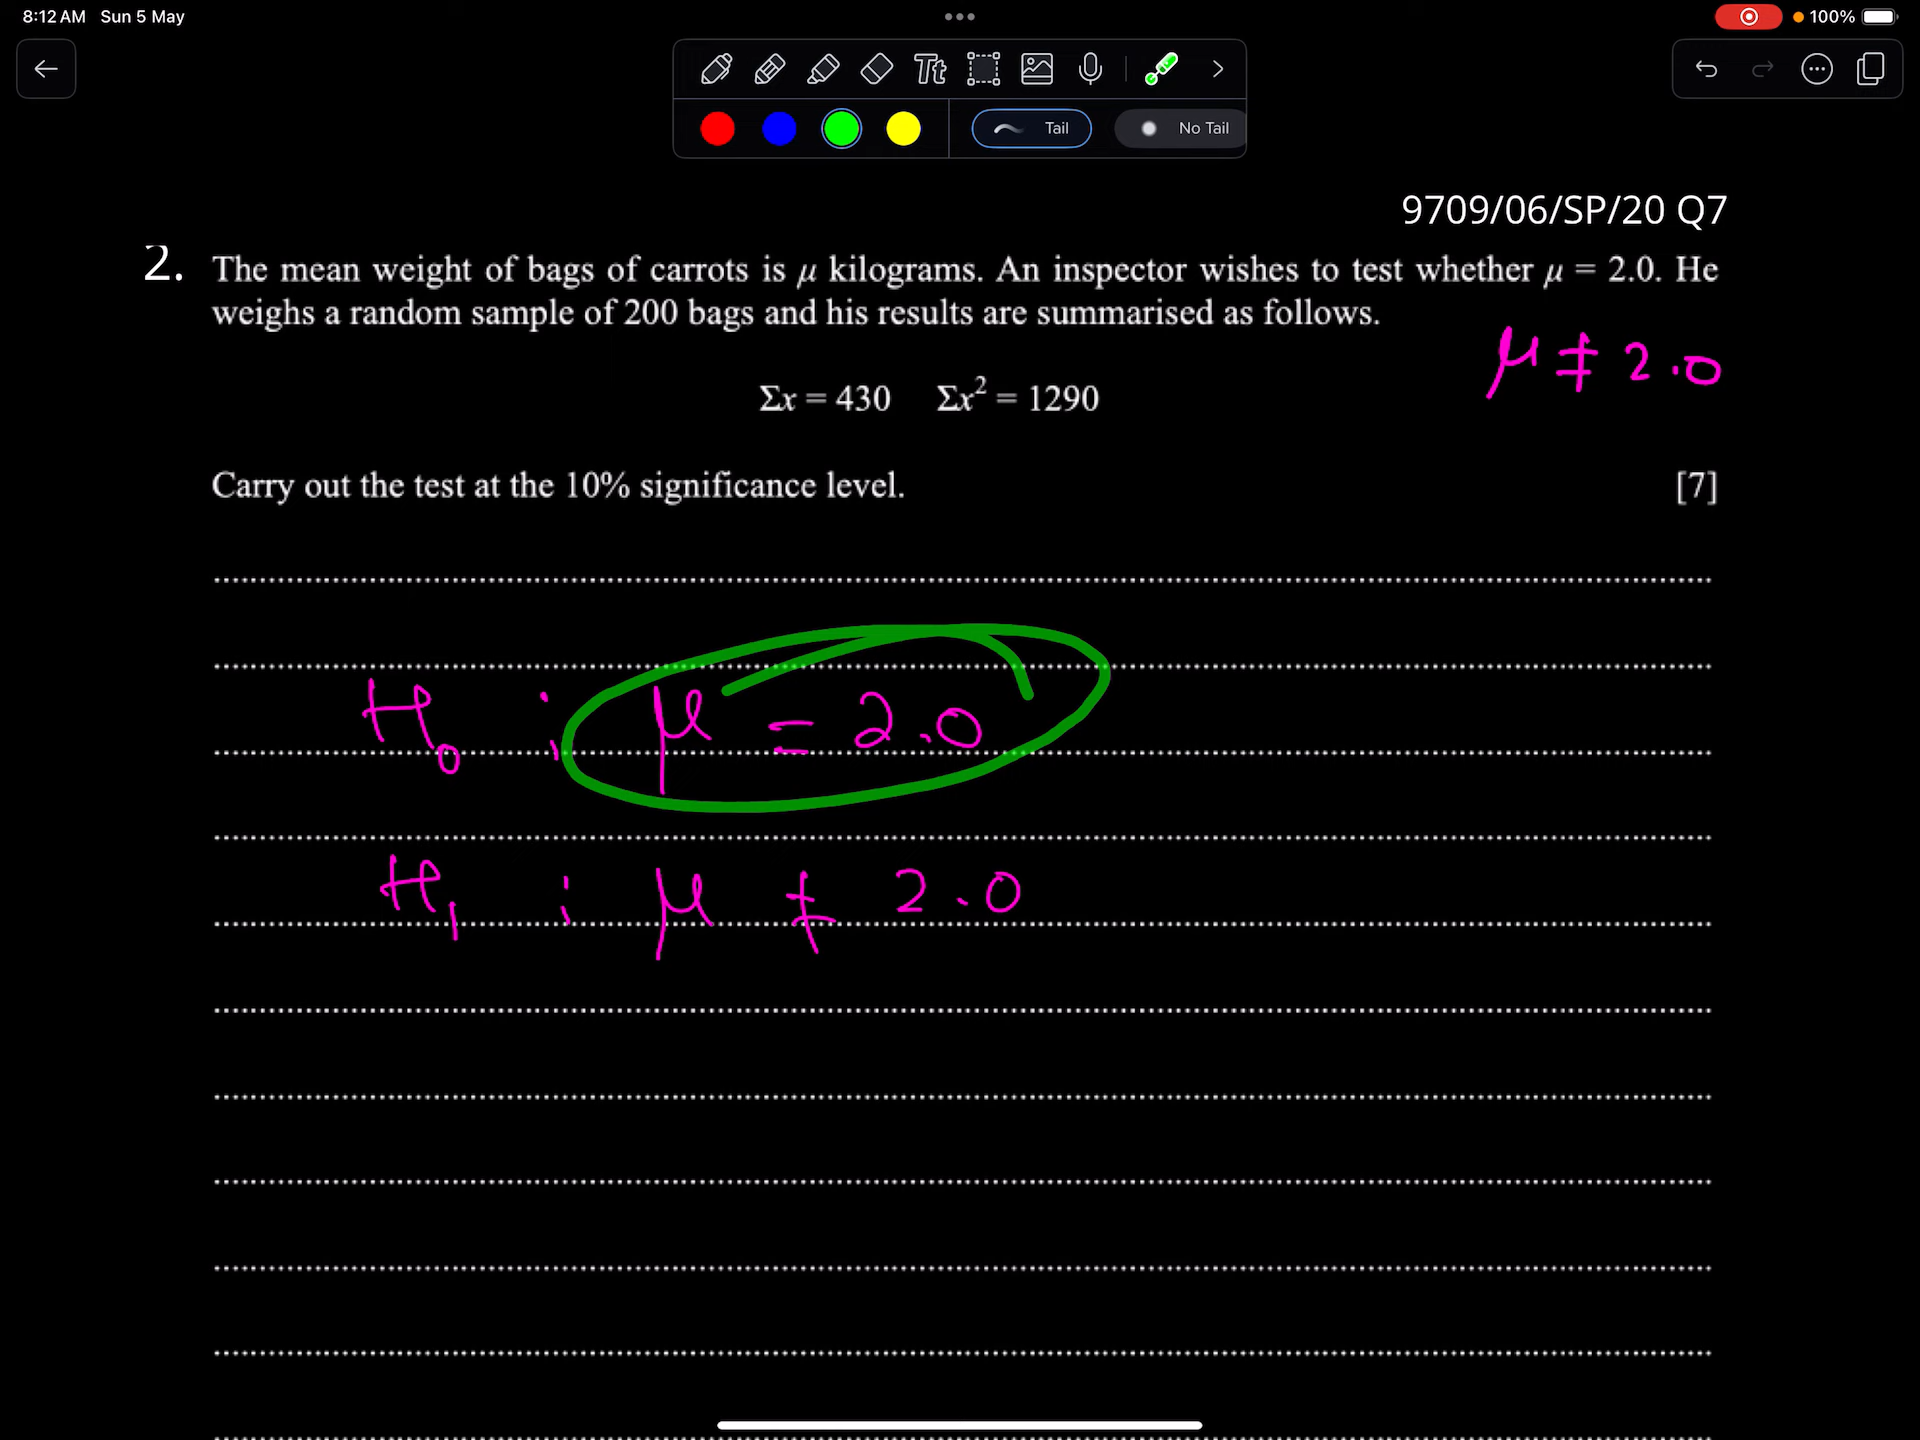 8:12 AM Sun 5 May
100%
Tt
Tail
No Tail
9709/06/SP/20 Q7
2. The mean weight of bags of carrots is μ kilograms. An inspector wishes to test whether μ = 2.0. He
weighs a random sample of 200 bags and his results are summarised as follows.
μ ≠ 2.0
Σx = 430 Σx² = 1290
Carry out the test at the 10% significance level. [7]
H₀ : μ = 2.0
H₁ : μ ≠ 2.0